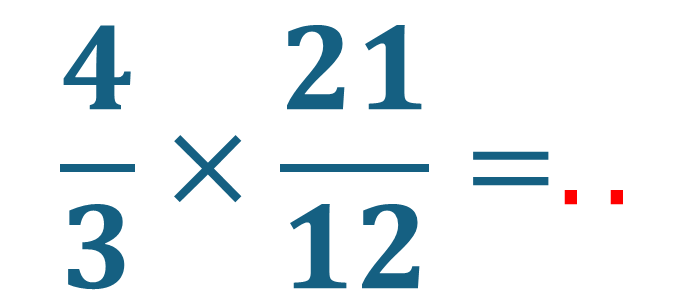 4/3 × 21/12 = ..